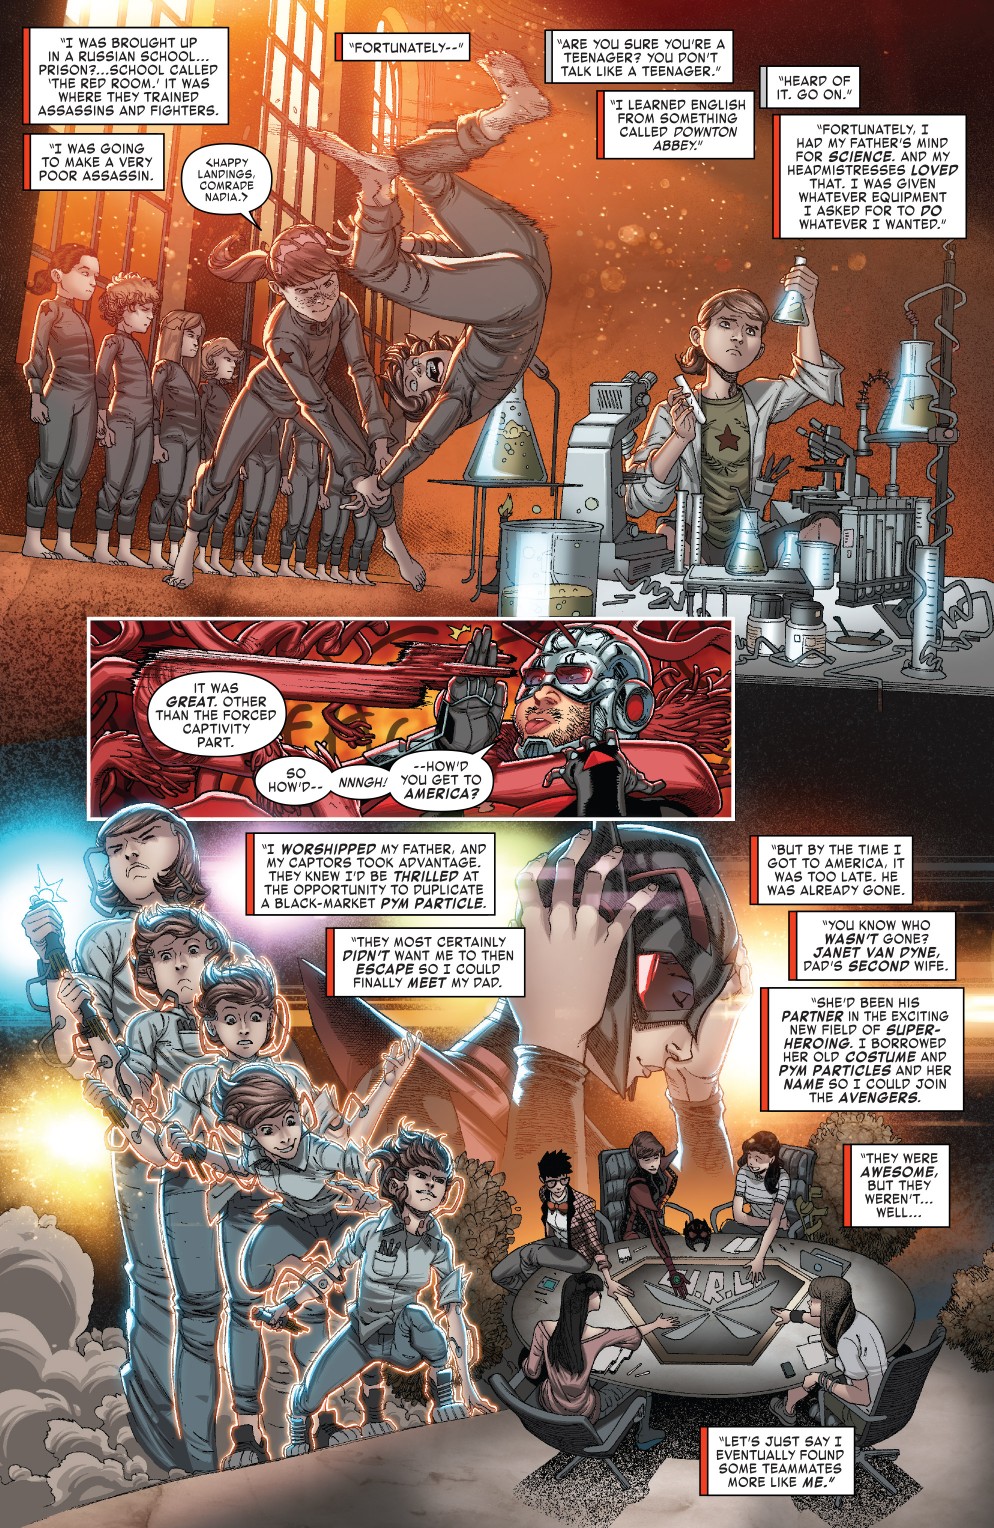 "I WAS BROUGHT UP
IN A RUSSIAN SCHOOL...
PRISON?...SCHOOL CALLED
'THE RED ROOM.' IT WAS
WHERE THEY TRAINED
ASSASSINS AND FIGHTERS.
"I WAS GOING
TO MAKE A VERY
POOR ASSASSIN.
<HAPPY
LANDINGS,
COMRADE
NADIA.>
"FORTUNATELY--"
"ARE YOU SURE YOU'RE A
TEENAGER? YOU DON'T
TALK LIKE A TEENAGER."
"I LEARNED ENGLISH
FROM SOMETHING
CALLED DOWNTON
ABBEY."
"HEARD OF
IT. GO ON."
"FORTUNATELY, I
HAD MY FATHER'S MIND
FOR SCIENCE. AND MY
HEADMISTRESSES LOVED
THAT. I WAS GIVEN
WHATEVER EQUIPMENT
I ASKED FOR TO DO
WHATEVER I WANTED."
IT WAS
GREAT. OTHER
THAN THE FORCED
CAPTIVITY
PART.
SO
HOW'D--
NNNGH!
--HOW'D
YOU GET TO
AMERICA?
"I WORSHIPPED MY FATHER, AND
MY CAPTORS TOOK ADVANTAGE.
THEY KNEW I'D BE THRILLED AT
THE OPPORTUNITY TO DUPLICATE
A BLACK-MARKET PYM PARTICLE.
"THEY MOST CERTAINLY
DIDN'T WANT ME TO THEN
ESCAPE SO I COULD
FINALLY MEET MY DAD.
"BUT BY THE TIME I
GOT TO AMERICA, IT
WAS TOO LATE. HE
WAS ALREADY GONE.
"YOU KNOW WHO
WASN'T GONE?
JANET VAN DYNE,
DAD'S SECOND WIFE.
"SHE'D BEEN HIS
PARTNER IN THE EXCITING
NEW FIELD OF SUPER-
HEROING. I BORROWED
HER OLD COSTUME AND
PYM PARTICLES AND HER
NAME SO I COULD JOIN
THE AVENGERS.
"THEY WERE
AWESOME,
BUT THEY
WEREN'T...
WELL...
"LET'S JUST SAY I
EVENTUALLY FOUND
SOME TEAMMATES
MORE LIKE ME."